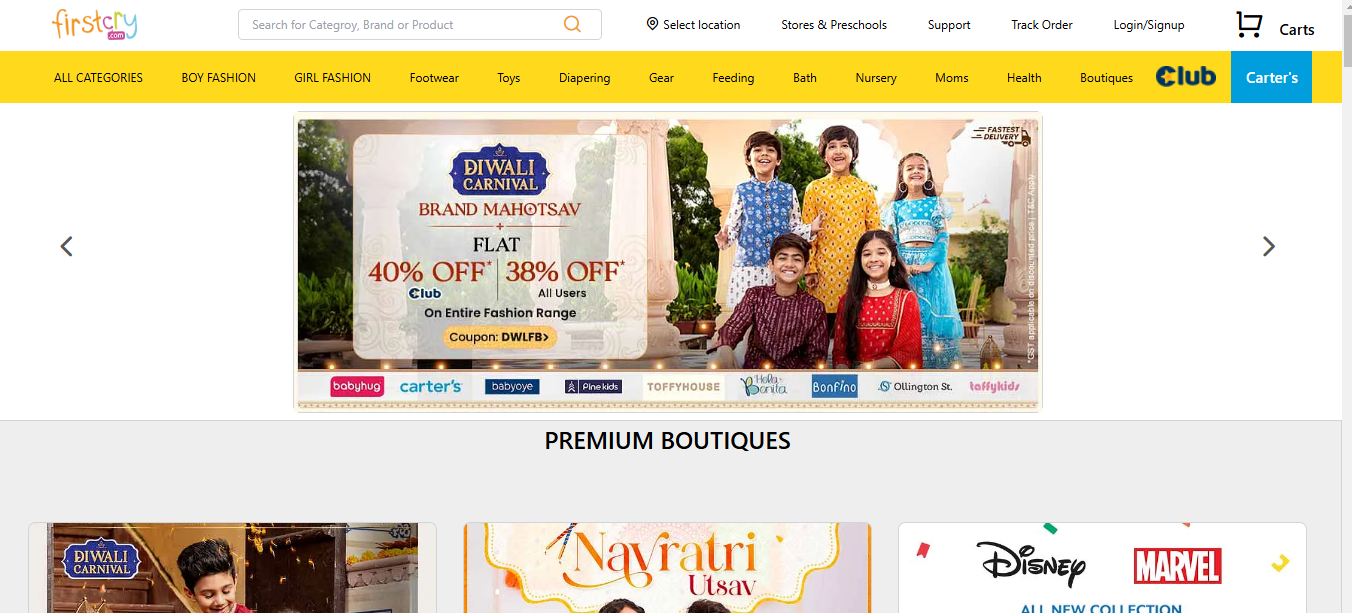 firstcry
.com
Search for Categroy, Brand or Product
Select location
Stores & Preschools
Support
Track Order
Login/Signup
Carts
ALL CATEGORIES
BOY FASHION
GIRL FASHION
Footwear
Toys
Diapering
Gear
Feeding
Bath
Nursery
Moms
Health
Boutiques
Club
Carter's
FASTEST
DELIVERY
DIWALI
CARNIVAL
BRAND MAHOTSAV
FLAT
40% OFF* 38% OFF*
Club All Users
On Entire Fashion Range
Coupon: DWLFB>
*GST applicable on discounted price | T&C Apply
babyhug
carter's
babyoye
Pine kids
TOFFYHOUSE
Hola Bonita
BONFINO
Ollington St.
taffykids
PREMIUM BOUTIQUES
DIWALI
CARNIVAL
Navratri
Utsav
Disney
MARVEL
ALL NEW COLLECTION